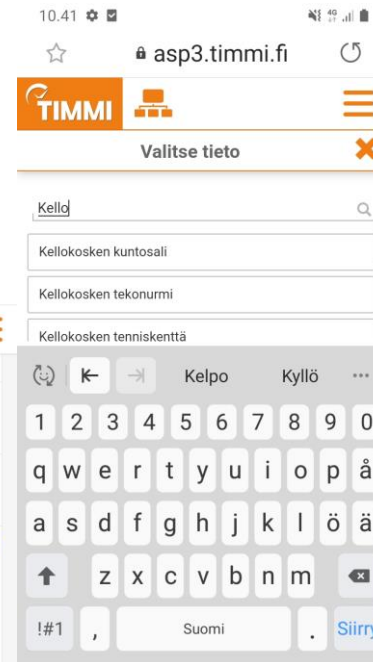 10.41
4G
asp3.timmi.fi
TIMMI
Valitse tieto
Kello
Kellokosken kuntosali
Kellokosken tekonurmi
Kellokosken tenniskenttä
Kelpo Kyllö ...
1 2 3 4 5 6 7 8 9 0
q w e r t y u i o p å
a s d f g h j k l ö ä
z x c v b n m
!#1 , Suomi . Siirry